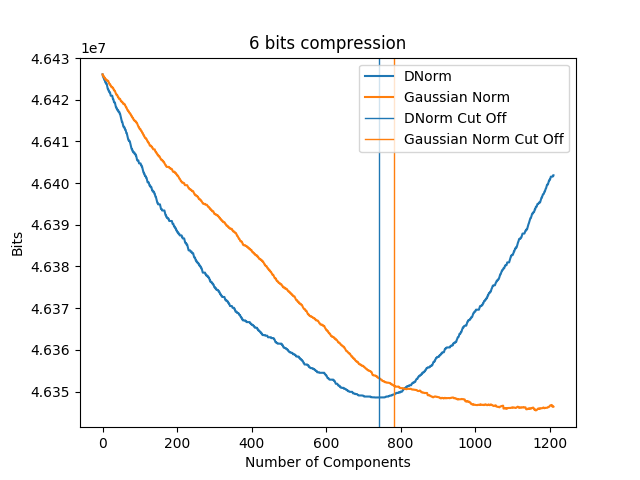 6 bits compression
1e7
4.643
4.642
4.641
4.640
4.639
4.638
4.637
4.636
4.635
Bits
DNorm
Gaussian Norm
DNorm Cut Off
Gaussian Norm Cut Off
0 200 400 600 800 1000 1200
Number of Components